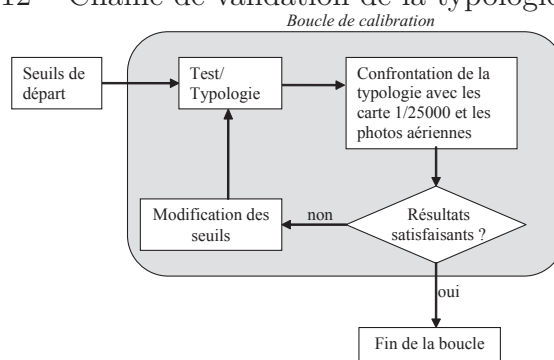 12 – Chaîne de validation de la typologie
Boucle de calibration
Seuils de
départ
Test/
Typologie
Confrontation de la
typologie avec les
carte 1/25000 et les
photos aériennes
Modification des
seuils
non
Résultats
satisfaisants ?
oui
Fin de la boucle